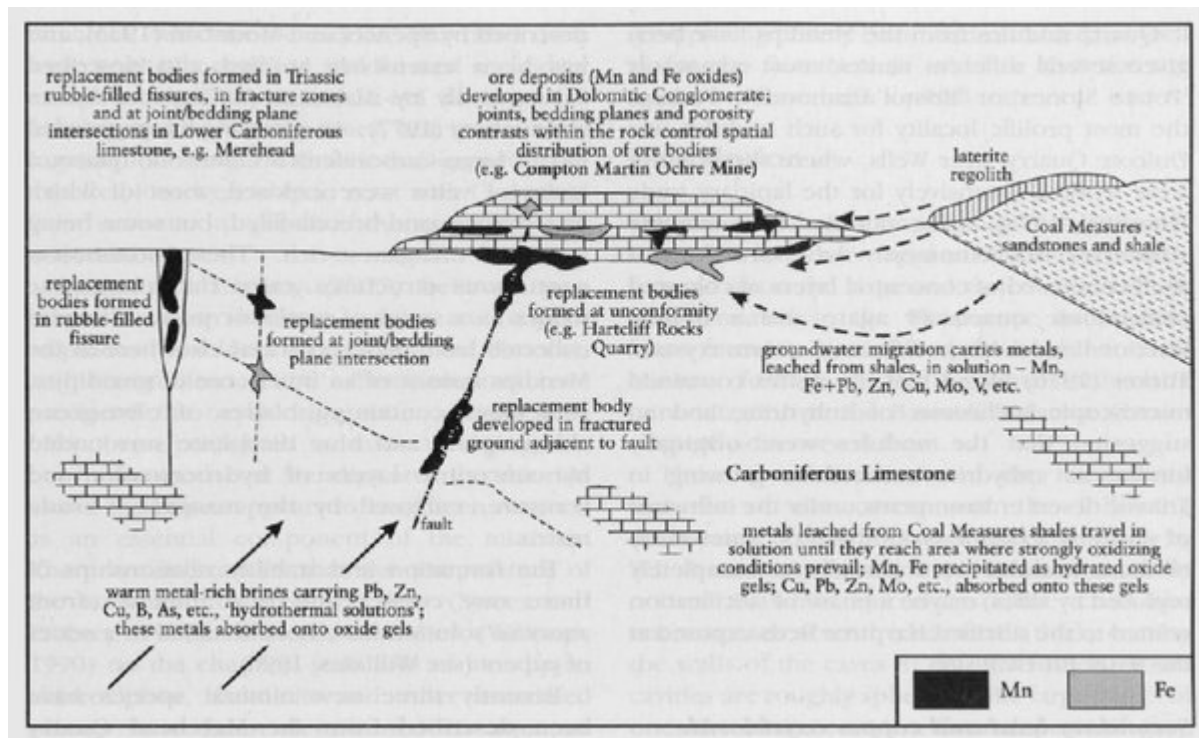 replacement bodies formed in Triassic
rubble-filled fissures, in fracture zones
and at joint/bedding plane
intersections in Lower Carboniferous
limestone, e.g. Merehead
ore deposits (Mn and Fe oxides)
developed in Dolomitic Conglomerate;
joints, bedding planes and porosity
contrasts within the rock control spatial
distribution of ore bodies
(e.g. Compton Martin Ochre Mine)
laterite
regolith
Coal Measures
sandstones and shale
replacement
bodies formed
in rubble-filled
fissure
replacement bodies
formed at joint/bedding
plane intersection
replacement bodies
formed at unconformity
(e.g. Hartcliff Rocks
Quarry)
groundwater migration carries metals,
leached from shales, in solution – Mn,
Fe+Pb, Zn, Cu, Mo, v, etc.
replacement body
developed in fractured
ground adjacent to fault
Carboniferous Limestone
fault
metals leached from Coal Measures shales travel in
solution until they reach area where strongly oxidizing
conditions prevail; Mn, Fe precipitated as hydrated oxide
gels; Cu, Pb, Zn, Mo, etc., absorbed onto these gels
warm metal-rich brines carrying Pb, Zn,
Cu, B, As, etc., 'hydrothermal solutions';
these metals absorbed onto oxide gels
Mn
Fe